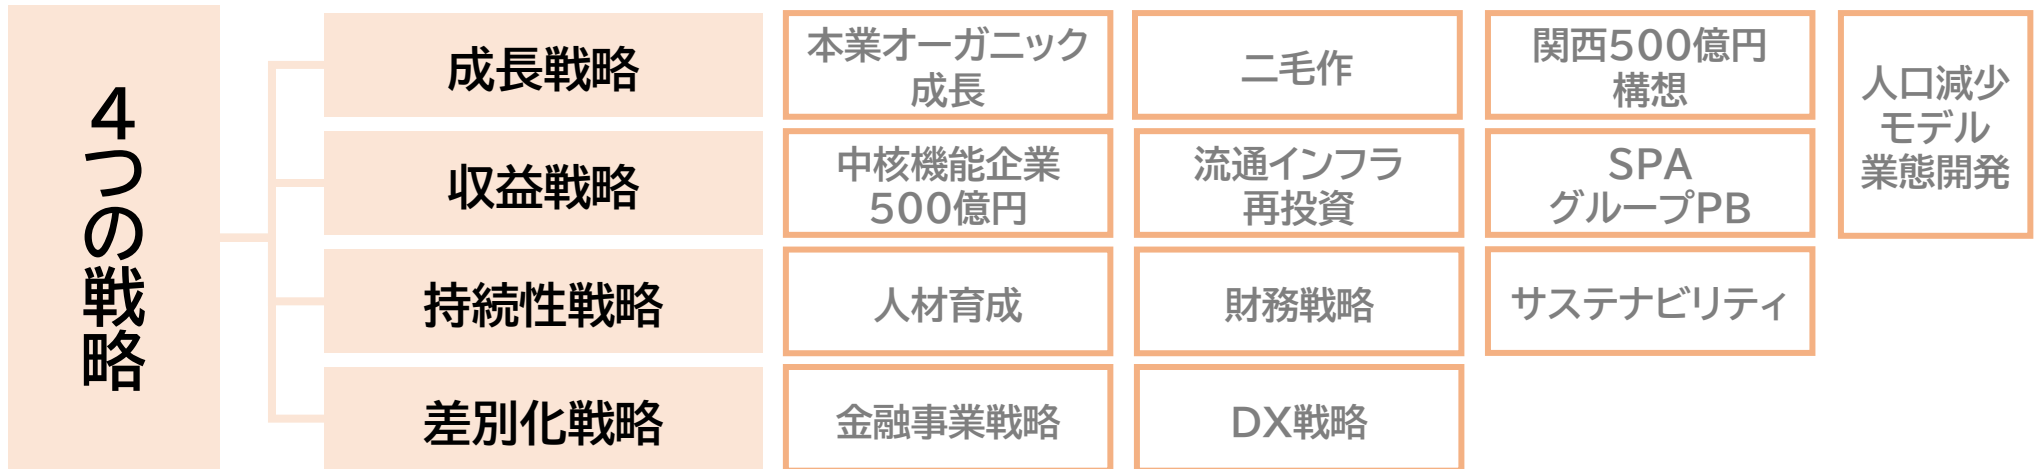 4つの戦略
成長戦略
本業オーガニック
成長
二毛作
関西500億円
構想
人口減少
モデル
業態開発
収益戦略
中核機能企業
500億円
流通インフラ
再投資
SPA
グループPB
持続性戦略
人材育成
財務戦略
サステナビリティ
差別化戦略
金融事業戦略
DX戦略